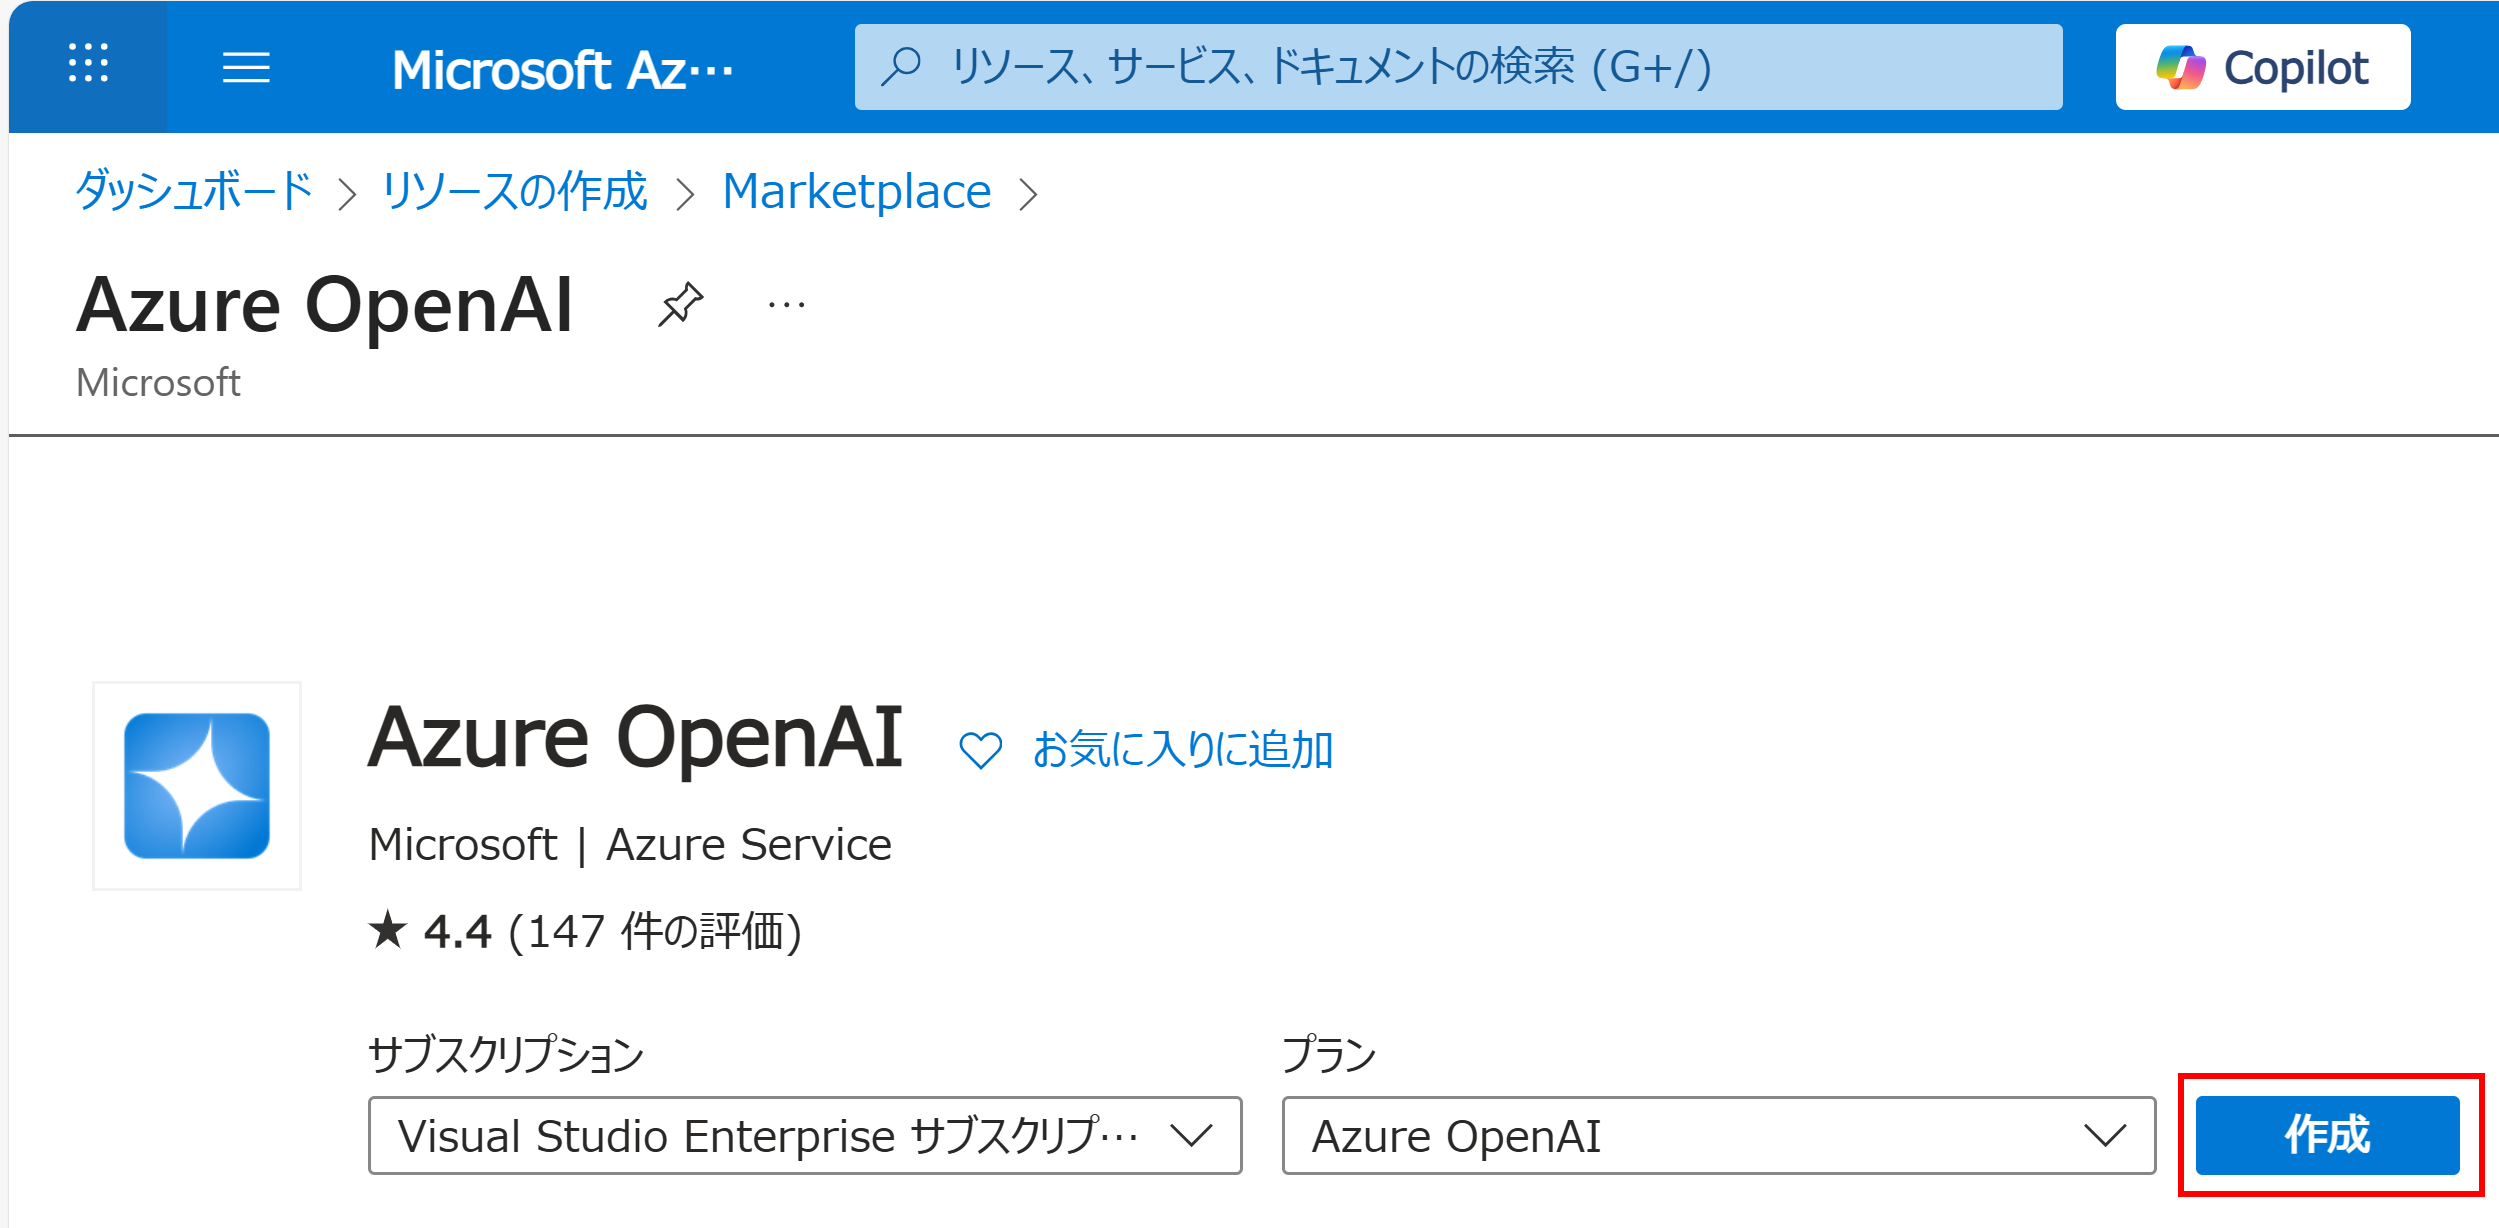 Microsoft Az…
リソース、サービス、ドキュメントの検索 (G+/)
Copilot
ダッシュボード > リソースの作成 > Marketplace >
Azure OpenAI
…
Microsoft
Azure OpenAI
お気に入りに追加
Microsoft | Azure Service
★ 4.4 (147 件の評価)
サブスクリプション
プラン
Visual Studio Enterprise サブスクリプ…
Azure OpenAI
作成